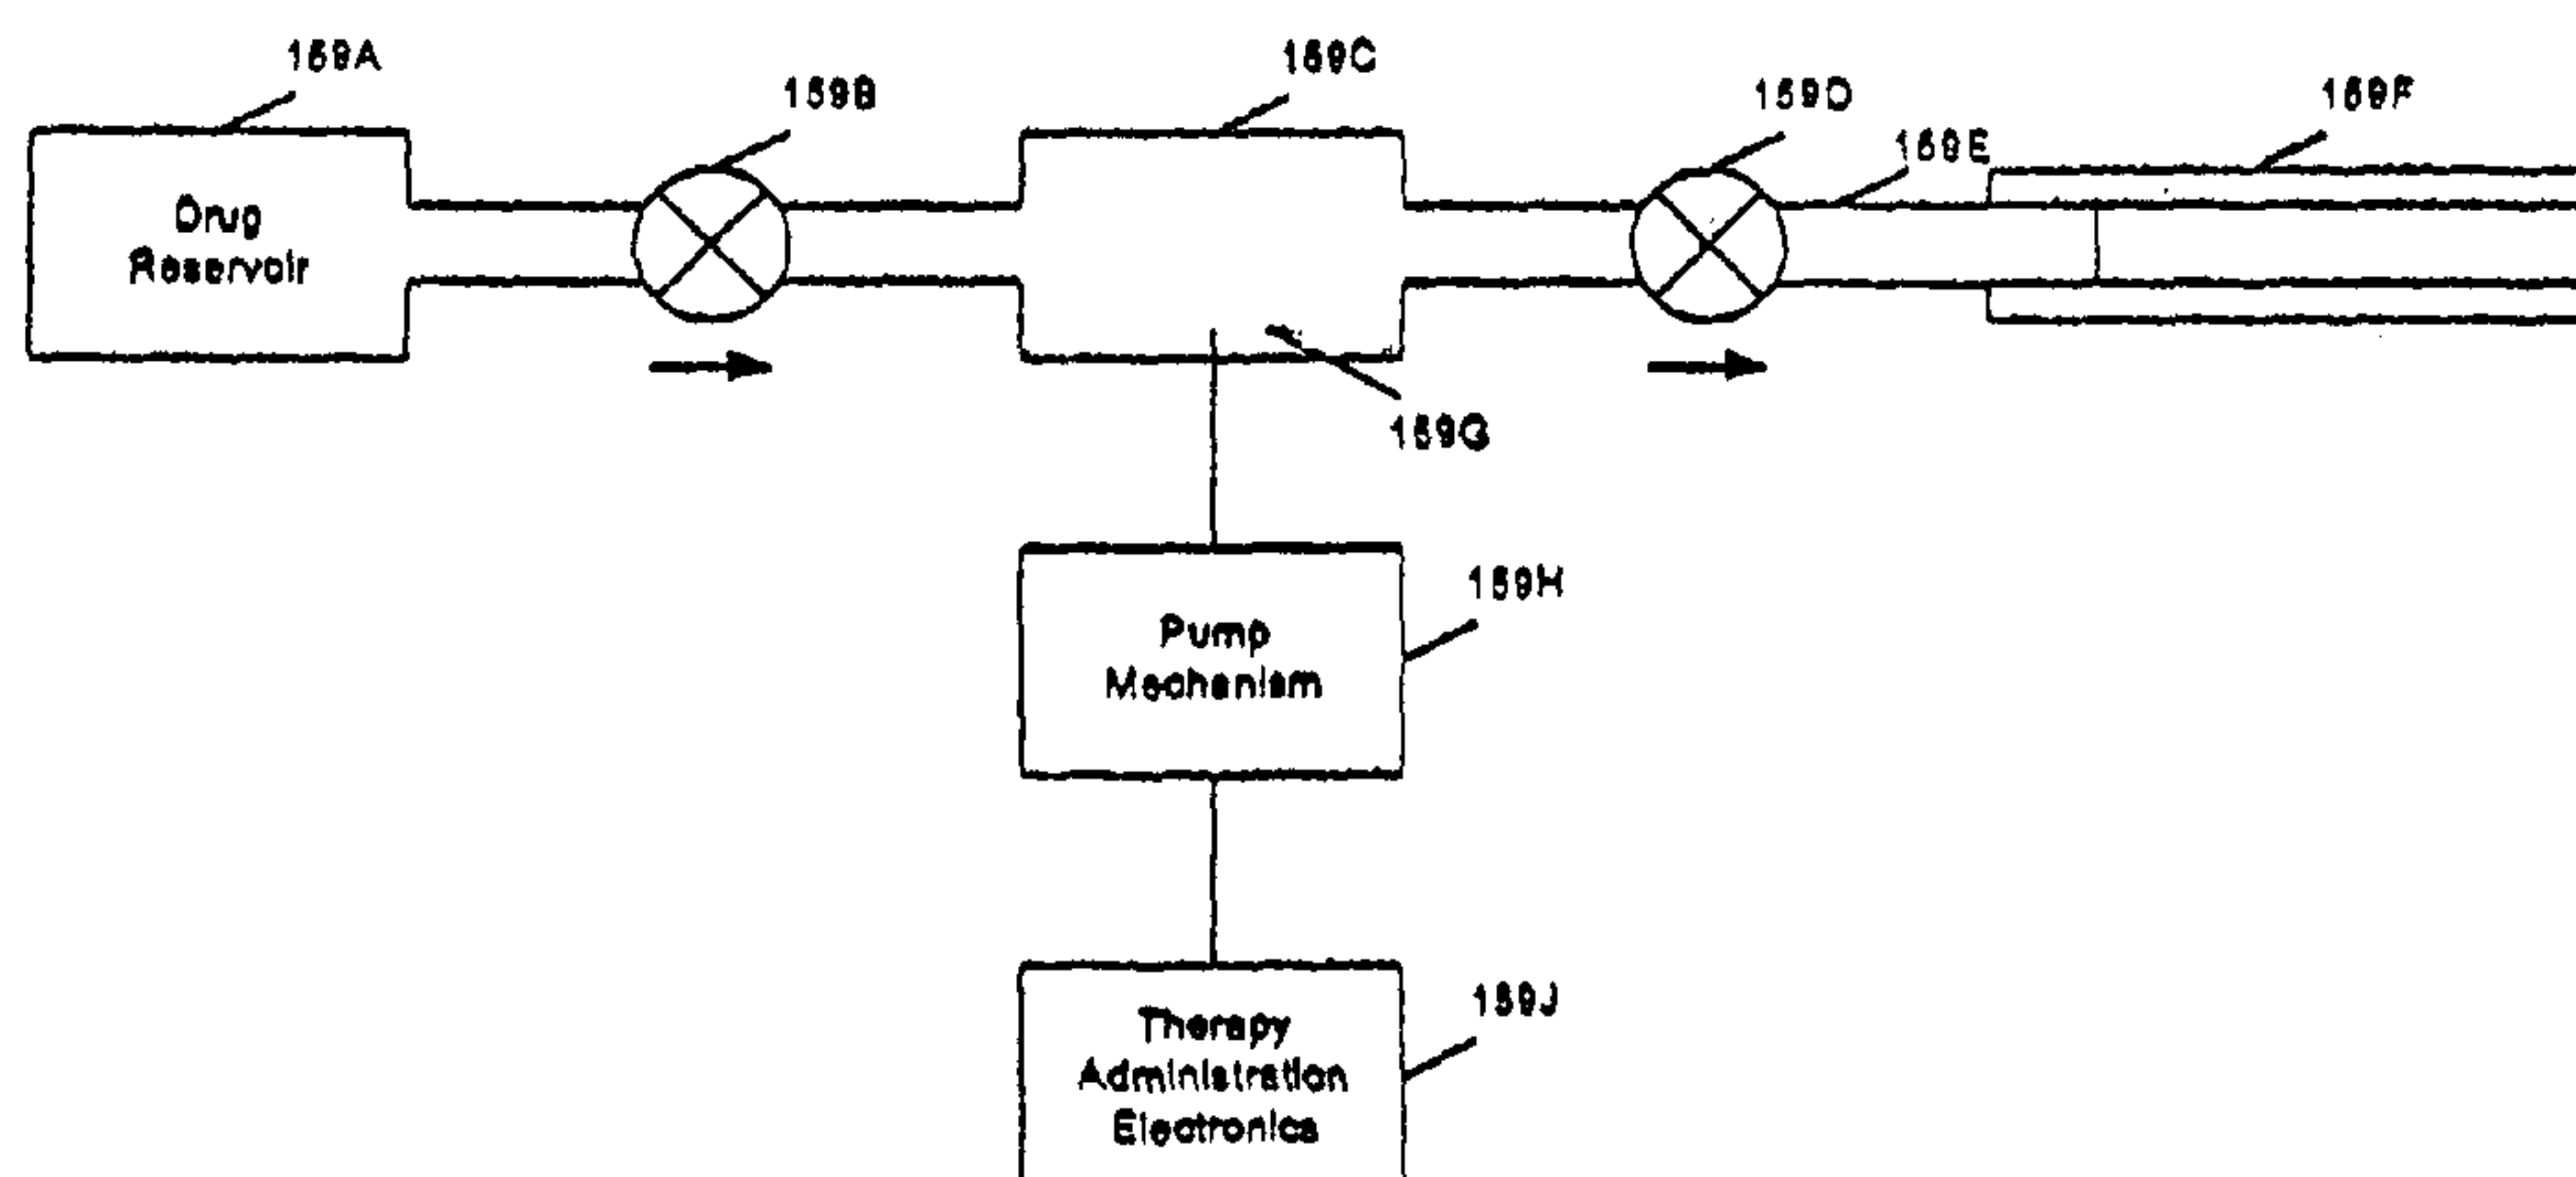 159A
159B
159C
159D
159E
159F
Drug
Reservoir
159G
Pump
Mechanism
159H
Therapy
Administration
Electronics
159J